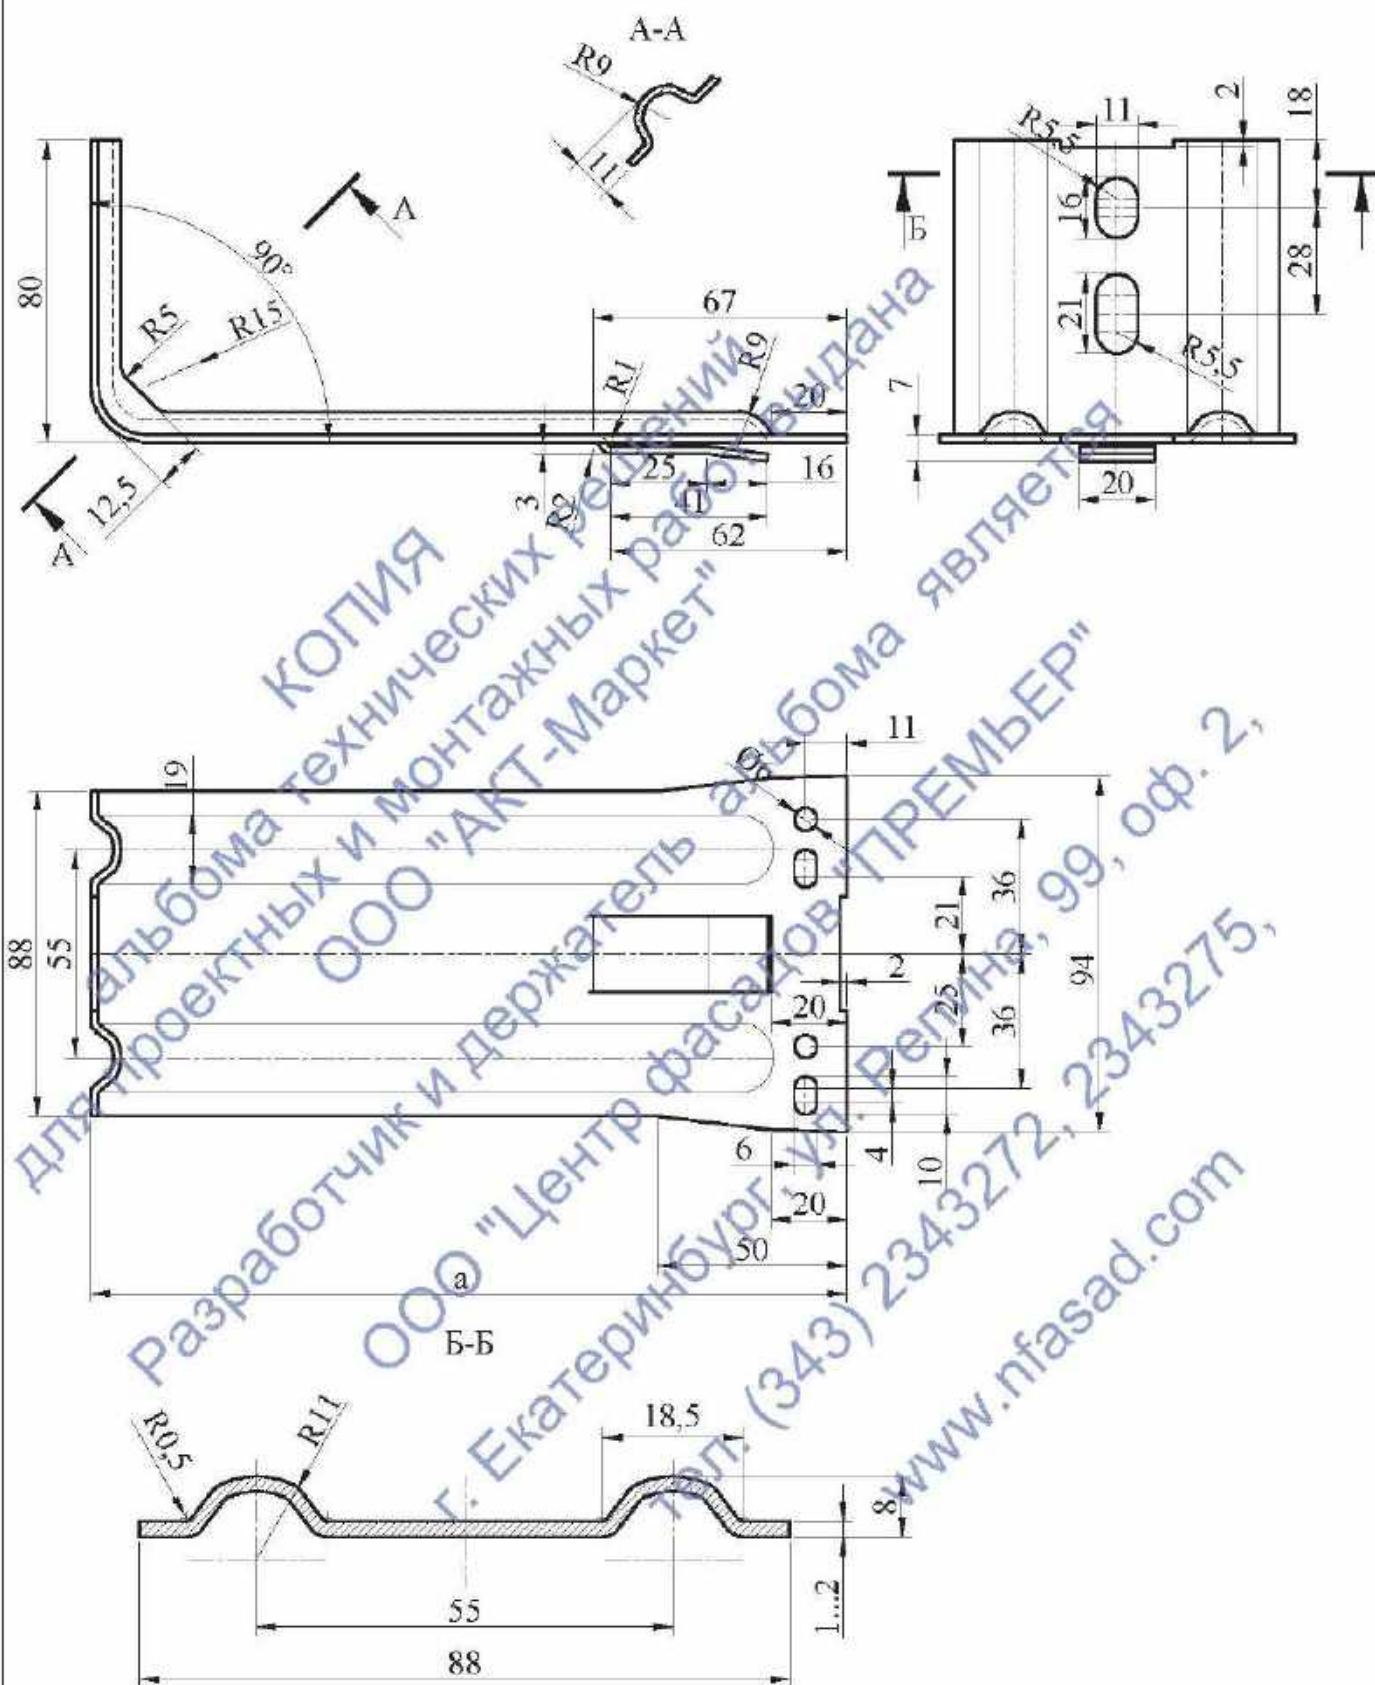 А-А
R9
11
80
90°
R5
R15
А
А
12,5
67
R1
R9
20
3
R2
25
16
41
62
R5,5
11
2
18
16
Б
28
21
R5,5
7
20
КОПИЯ
альбома технических решений
для проектных и монтажных работ выдана
ООО "АКТ-Маркет"
Разработчик и держатель альбома является
ООО "Центр фасадов "ПРЕМЬЕР"
г. Екатеринбург, ул. Репина, 99, оф. 2,
тел. (343) 2343272, 2343275,
www.nfasad.com
19
11
88
55
36
21
94
2
25
20
36
6
4
10
20
50
а
Б-Б
R0,5
R11
18,5
8
1...2
55
88